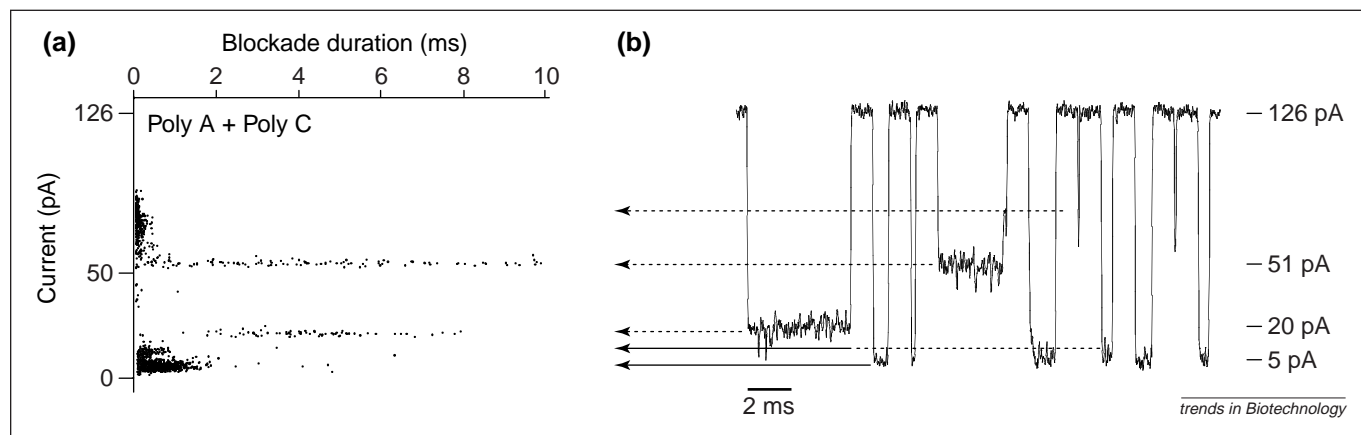 (a)
Blockade duration (ms)
0 2 4 6 8 10
126
Poly A + Poly C
Current (pA)
50
0
(b)
– 126 pA
– 51 pA
– 20 pA
– 5 pA
2 ms
trends in Biotechnology